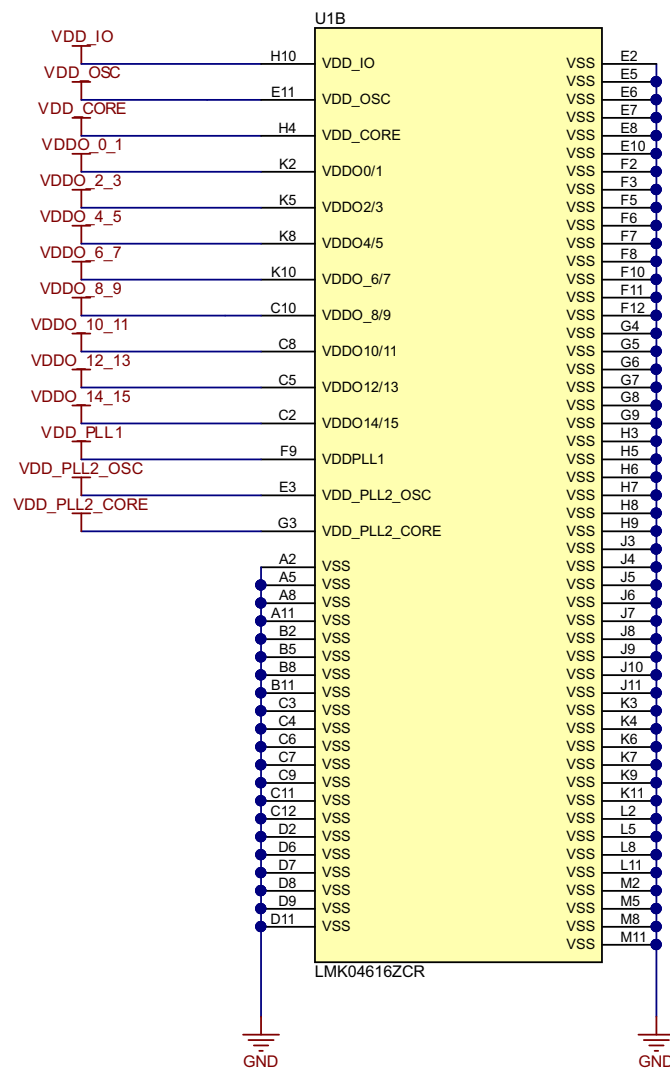 U1B
VDD_IO
H10 VDD_IO VSS E2
VSS E5
VDD_OSC
E11 VDD_OSC VSS E6
VSS E7
VDD_CORE
H4 VDD_CORE VSS E8
VSS E10
VDDO_0_1
K2 VDDO0/1 VSS F2
VSS F3
VDDO_2_3
K5 VDDO2/3 VSS F5
VSS F6
VDDO_4_5
K8 VDDO4/5 VSS F7
VSS F8
VDDO_6_7
K10 VDDO_6/7 VSS F10
VSS F11
VDDO_8_9
C10 VDDO_8/9 VSS F12
VSS G4
VDDO_10_11
C8 VDDO10/11 VSS G5
VSS G6
VDDO_12_13
C5 VDDO12/13 VSS G7
VSS G8
VDDO_14_15
C2 VDDO14/15 VSS G9
VSS H3
VDD_PLL1
F9 VDDPLL1 VSS H5
VSS H6
VDD_PLL2_OSC
E3 VDD_PLL2_OSC VSS H7
VSS H8
VDD_PLL2_CORE
G3 VDD_PLL2_CORE VSS H9
VSS J3
A2 VSS VSS J4
A5 VSS VSS J5
A8 VSS VSS J6
A11 VSS VSS J7
B2 VSS VSS J8
B5 VSS VSS J9
B8 VSS VSS J10
B11 VSS VSS J11
C3 VSS VSS K3
C4 VSS VSS K4
C6 VSS VSS K6
C7 VSS VSS K7
C9 VSS VSS K9
C11 VSS VSS K11
C12 VSS VSS L2
D2 VSS VSS L5
D6 VSS VSS L8
D7 VSS VSS L11
D8 VSS VSS M2
D9 VSS VSS M5
D11 VSS VSS M8
VSS M11
LMK04616ZCR
GND GND